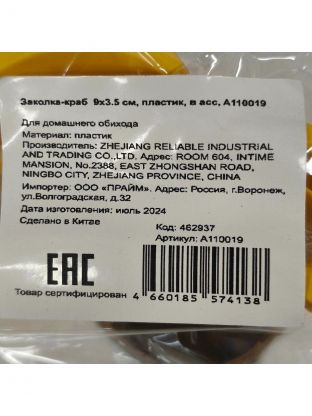 Заколка-краб 9х3.5 см, пластик, в асс, А110019
Для домашнего обихода
Материал: пластик
Производитель: ZHEJIANG RELIABLE INDUSTRIAL
AND TRADING CO.,LTD. Адрес: ROOM 604, INTIME
MANSION, No.2388, EAST ZHONGSHAN ROAD,
NINGBO CITY, ZHEJIANG PROVINCE, CHINA
Импортер: ООО «ПРАЙМ». Адрес: Россия, г.Воронеж,
ул.Волгоградская, д.32
Дата изготовления: июль 2024
Сделано в Китае
Код: 462937
Артикул: А110019
EAC
Товар сертифицирован
4 660185 574138